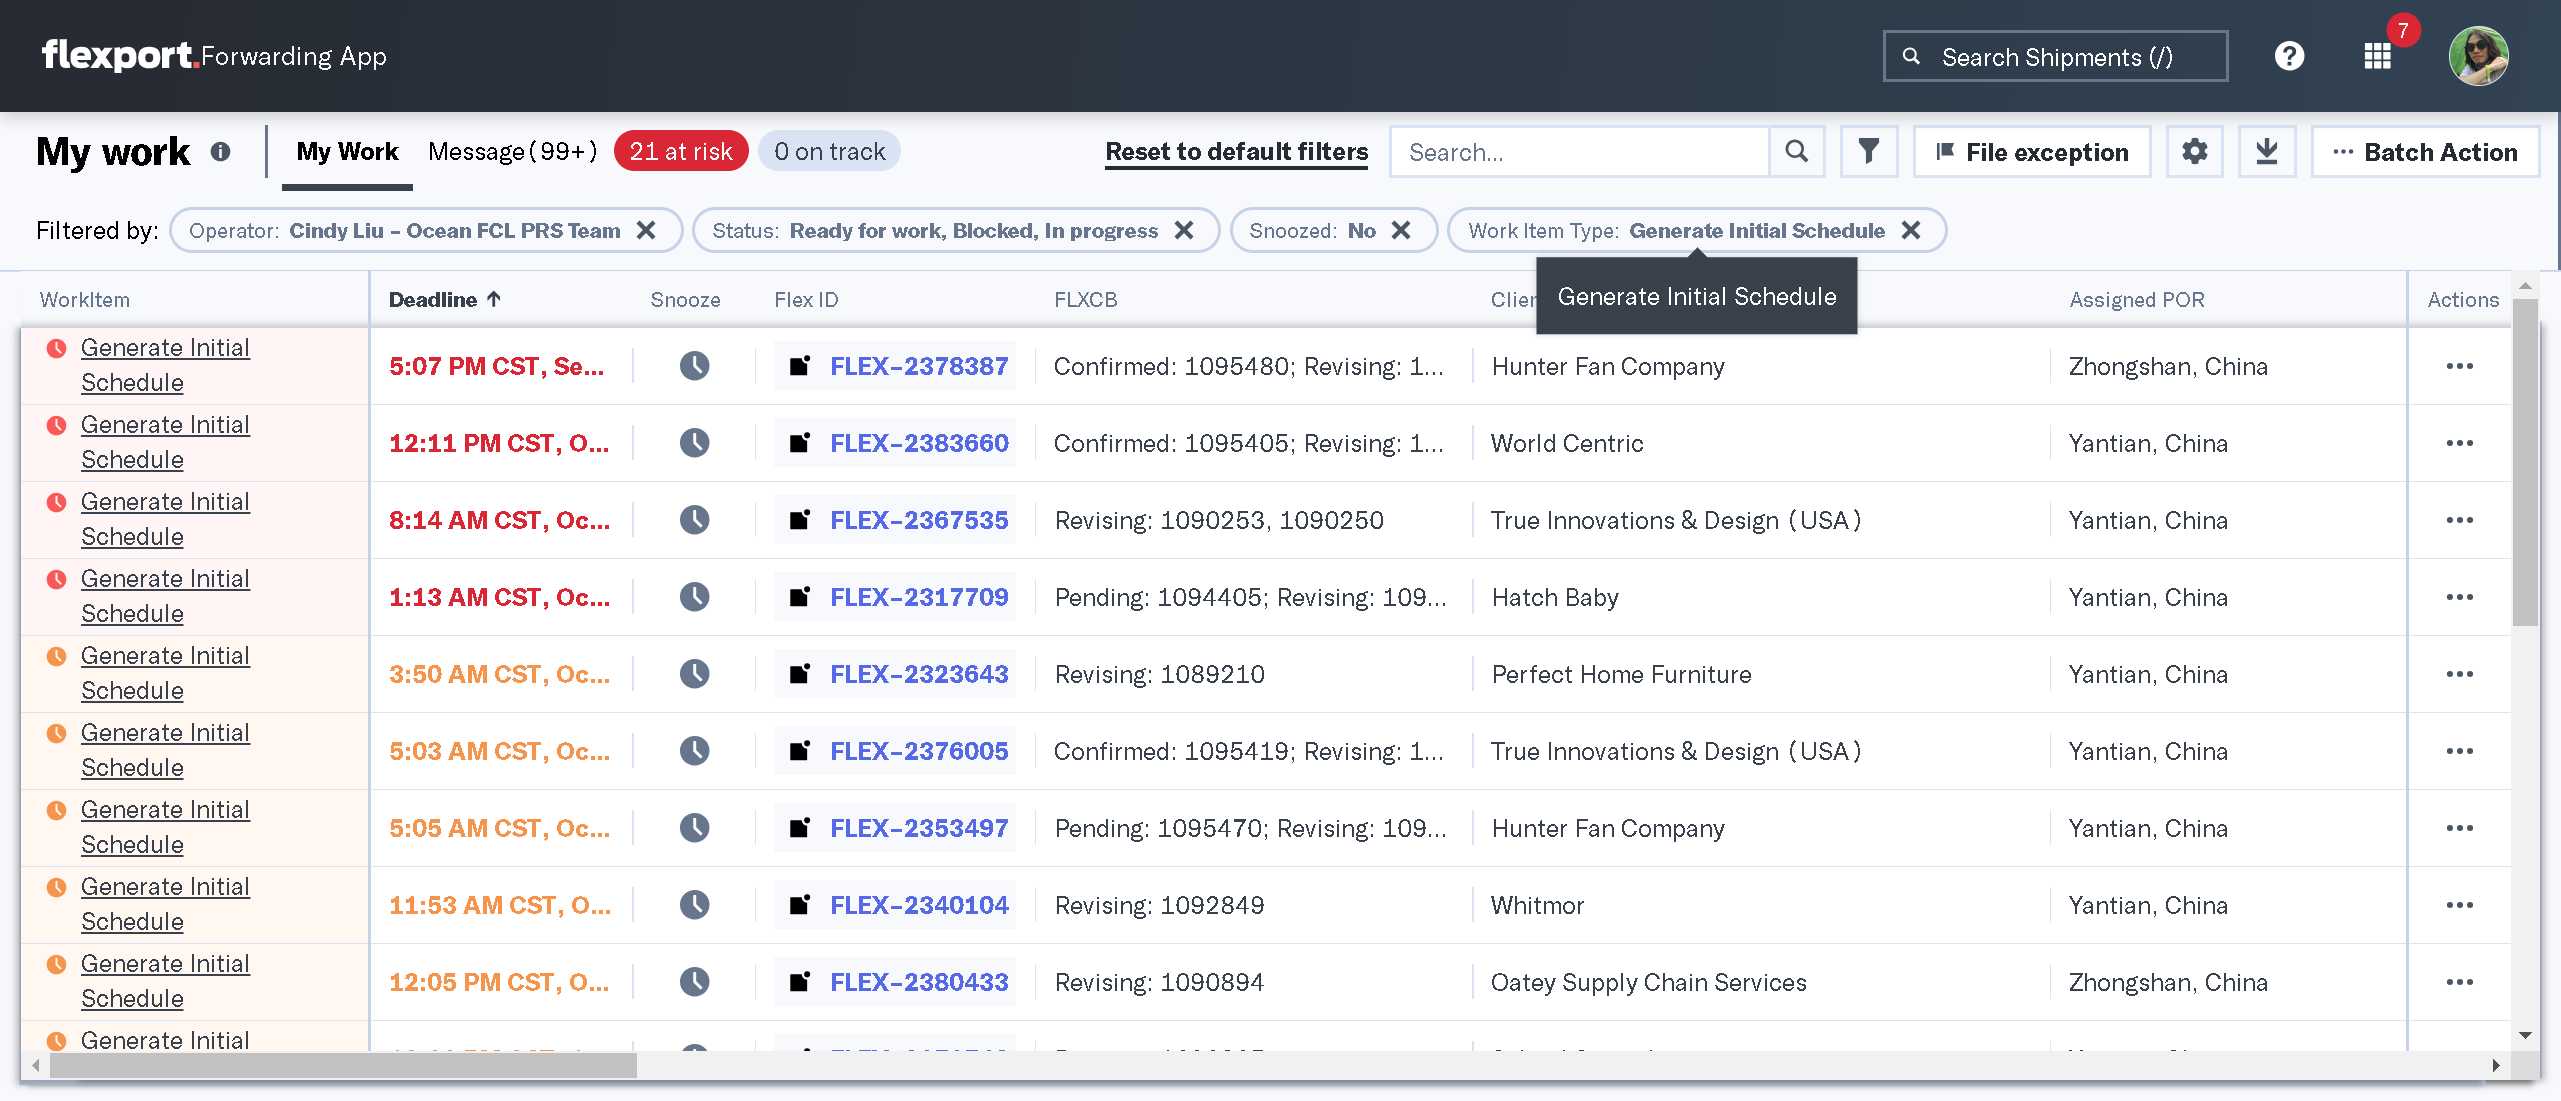 flexport. Forwarding App
Search Shipments (/)
7
My work
My Work
Message(99+)
21 at risk
0 on track
Reset to default filters
Search...
File exception
··· Batch Action
Filtered by:
Operator: Cindy Liu - Ocean FCL PRS Team
Status: Ready for work, Blocked, In progress
Snoozed: No
Work Item Type: Generate Initial Schedule
Generate Initial Schedule
WorkItem Deadline Snooze Flex ID FLXCB Assigned POR Actions
Generate Initial Schedule 5:07 PM CST, Se... FLEX-2378387 Confirmed: 1095480; Revising: 1... Hunter Fan Company Zhongshan, China
Generate Initial Schedule 12:11 PM CST, O... FLEX-2383660 Confirmed: 1095405; Revising: 1... World Centric Yantian, China
Generate Initial Schedule 8:14 AM CST, Oc... FLEX-2367535 Revising: 1090253, 1090250 True Innovations & Design (USA) Yantian, China
Generate Initial Schedule 1:13 AM CST, Oc... FLEX-2317709 Pending: 1094405; Revising: 109... Hatch Baby Yantian, China
Generate Initial Schedule 3:50 AM CST, Oc... FLEX-2323643 Revising: 1089210 Perfect Home Furniture Yantian, China
Generate Initial Schedule 5:03 AM CST, Oc... FLEX-2376005 Confirmed: 1095419; Revising: 1... True Innovations & Design (USA) Yantian, China
Generate Initial Schedule 5:05 AM CST, Oc... FLEX-2353497 Pending: 1095470; Revising: 109... Hunter Fan Company Yantian, China
Generate Initial Schedule 11:53 AM CST, O... FLEX-2340104 Revising: 1092849 Whitmor Yantian, China
Generate Initial Schedule 12:05 PM CST, O... FLEX-2380433 Revising: 1090894 Oatey Supply Chain Services Zhongshan, China
Generate Initial